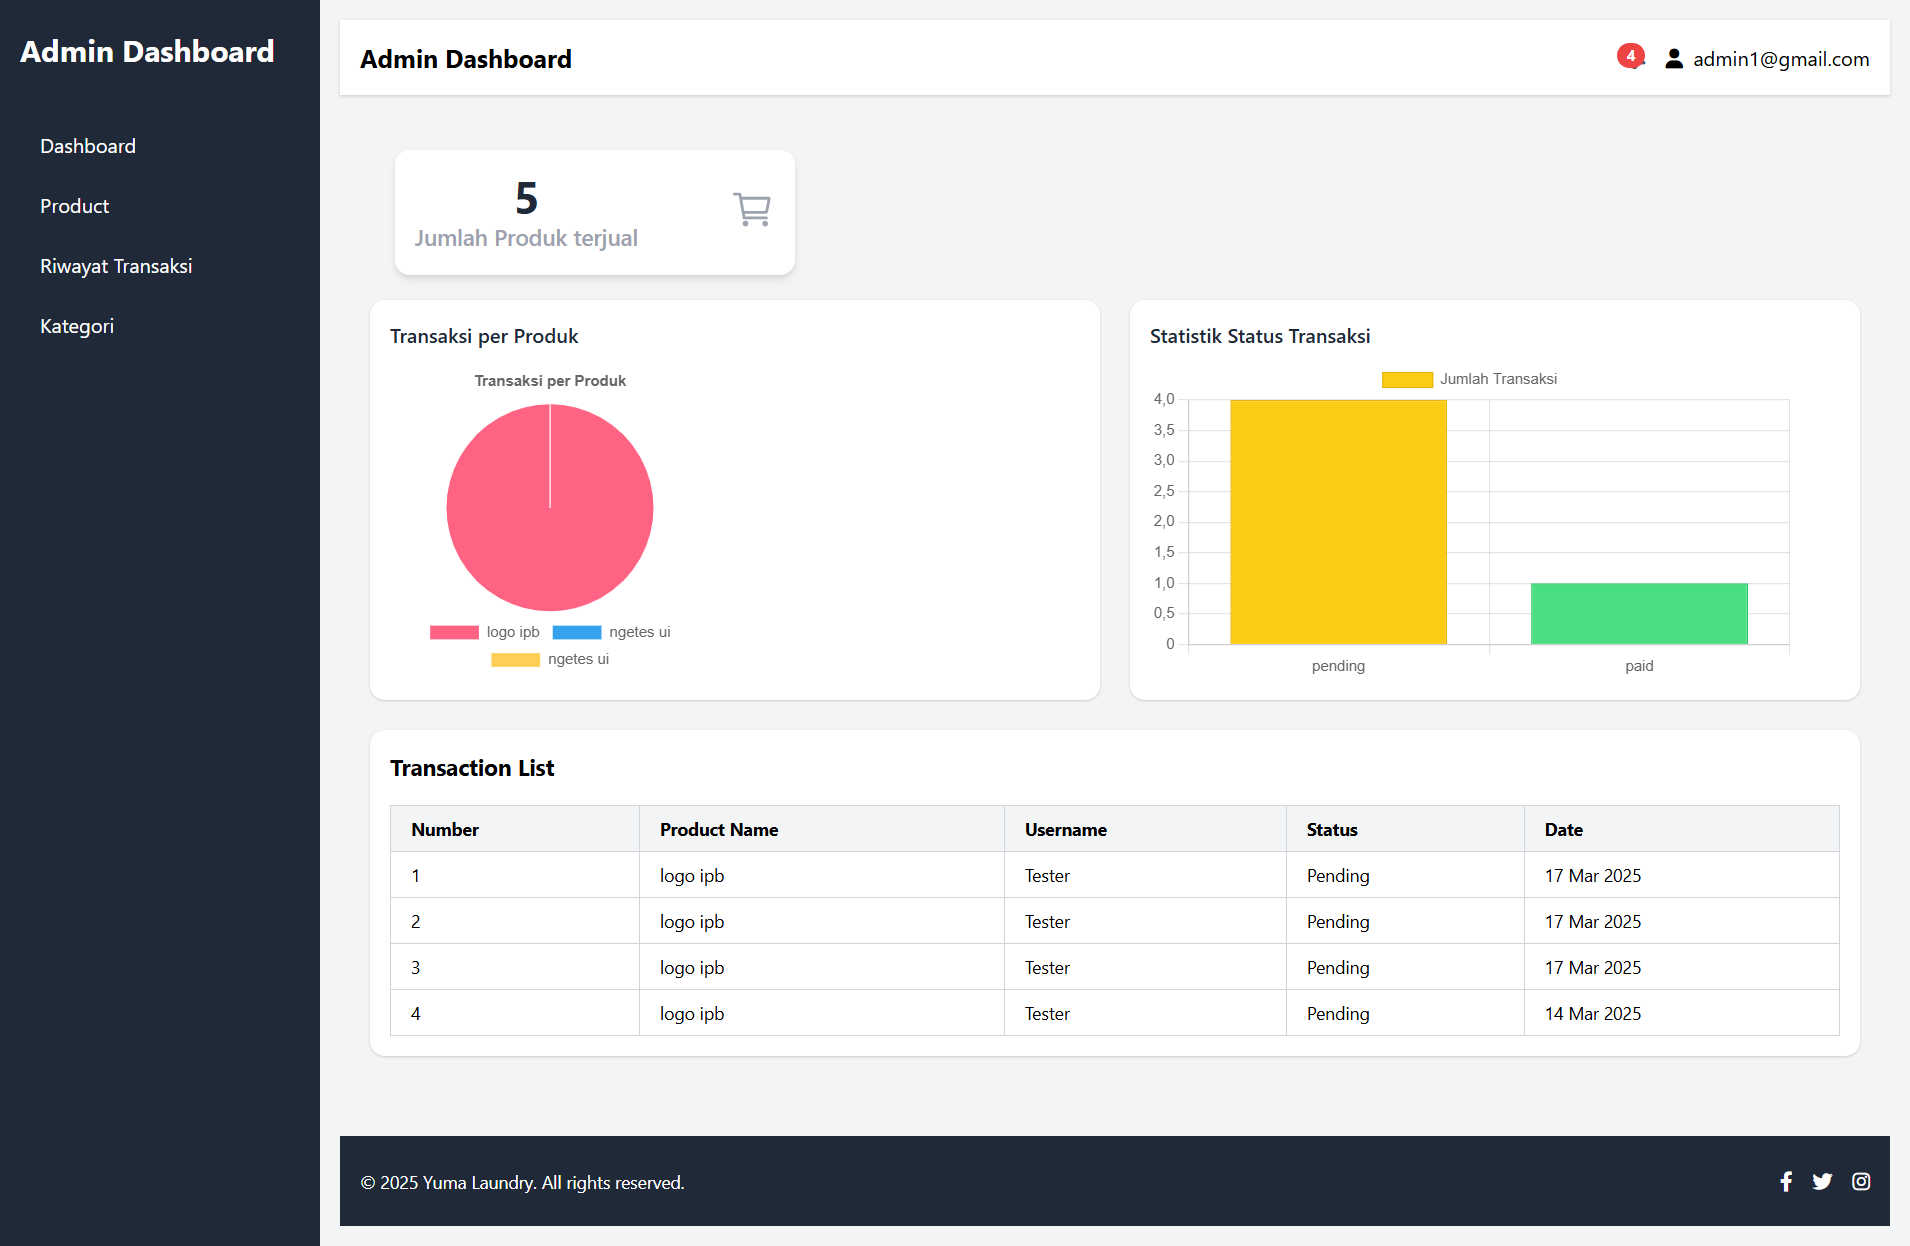 Admin Dashboard
Dashboard
Product
Riwayat Transaksi
Kategori
Admin Dashboard
4
admin1@gmail.com
5
Jumlah Produk terjual
Transaksi per Produk
Transaksi per Produk
logo ipb
ngetes ui
ngetes ui
Statistik Status Transaksi
Jumlah Transaksi
4,0
3,5
3,0
2,5
2,0
1,5
1,0
0,5
0
pending
paid
Transaction List
Number Product Name Username Status Date
1 logo ipb Tester Pending 17 Mar 2025
2 logo ipb Tester Pending 17 Mar 2025
3 logo ipb Tester Pending 17 Mar 2025
4 logo ipb Tester Pending 14 Mar 2025
© 2025 Yuma Laundry. All rights reserved.